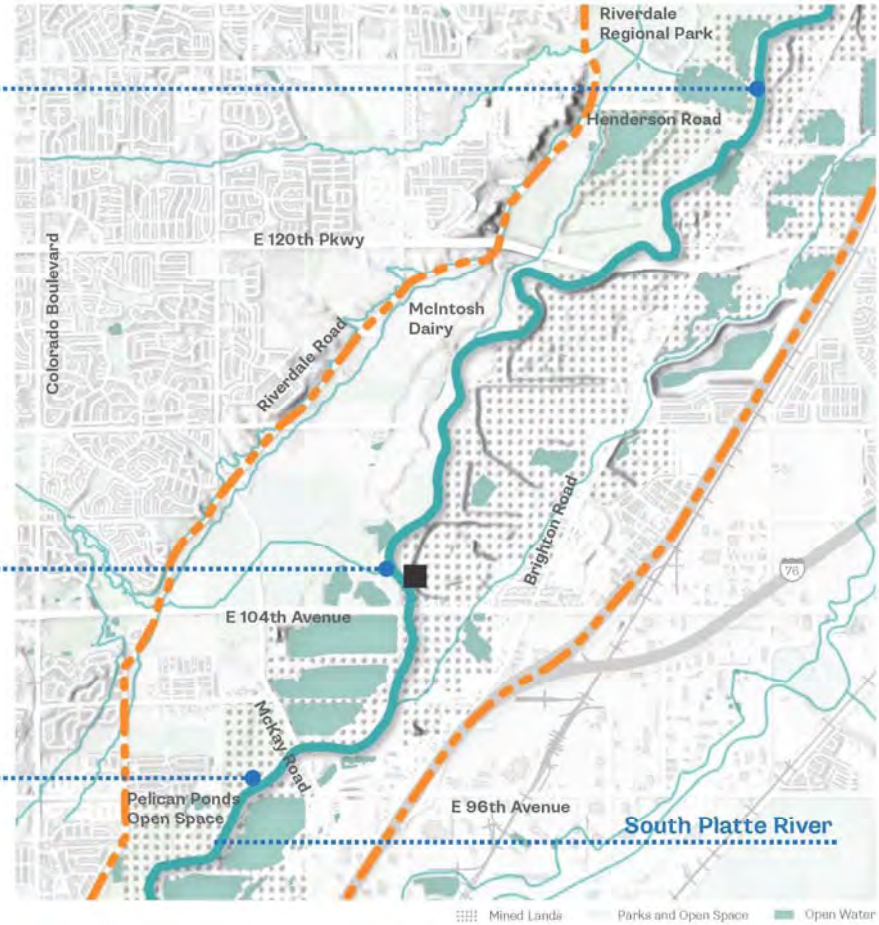 Riverdale
Regional Park
Henderson Road
E 120th Pkwy
Colorado Boulevard
McIntosh
Dairy
Riverdale Road
Brighton Road
76
E 104th Avenue
McKay Road
Pelican Ponds
Open Space
E 96th Avenue
South Platte River
Mined Lands
Parks and Open Space
Open Water